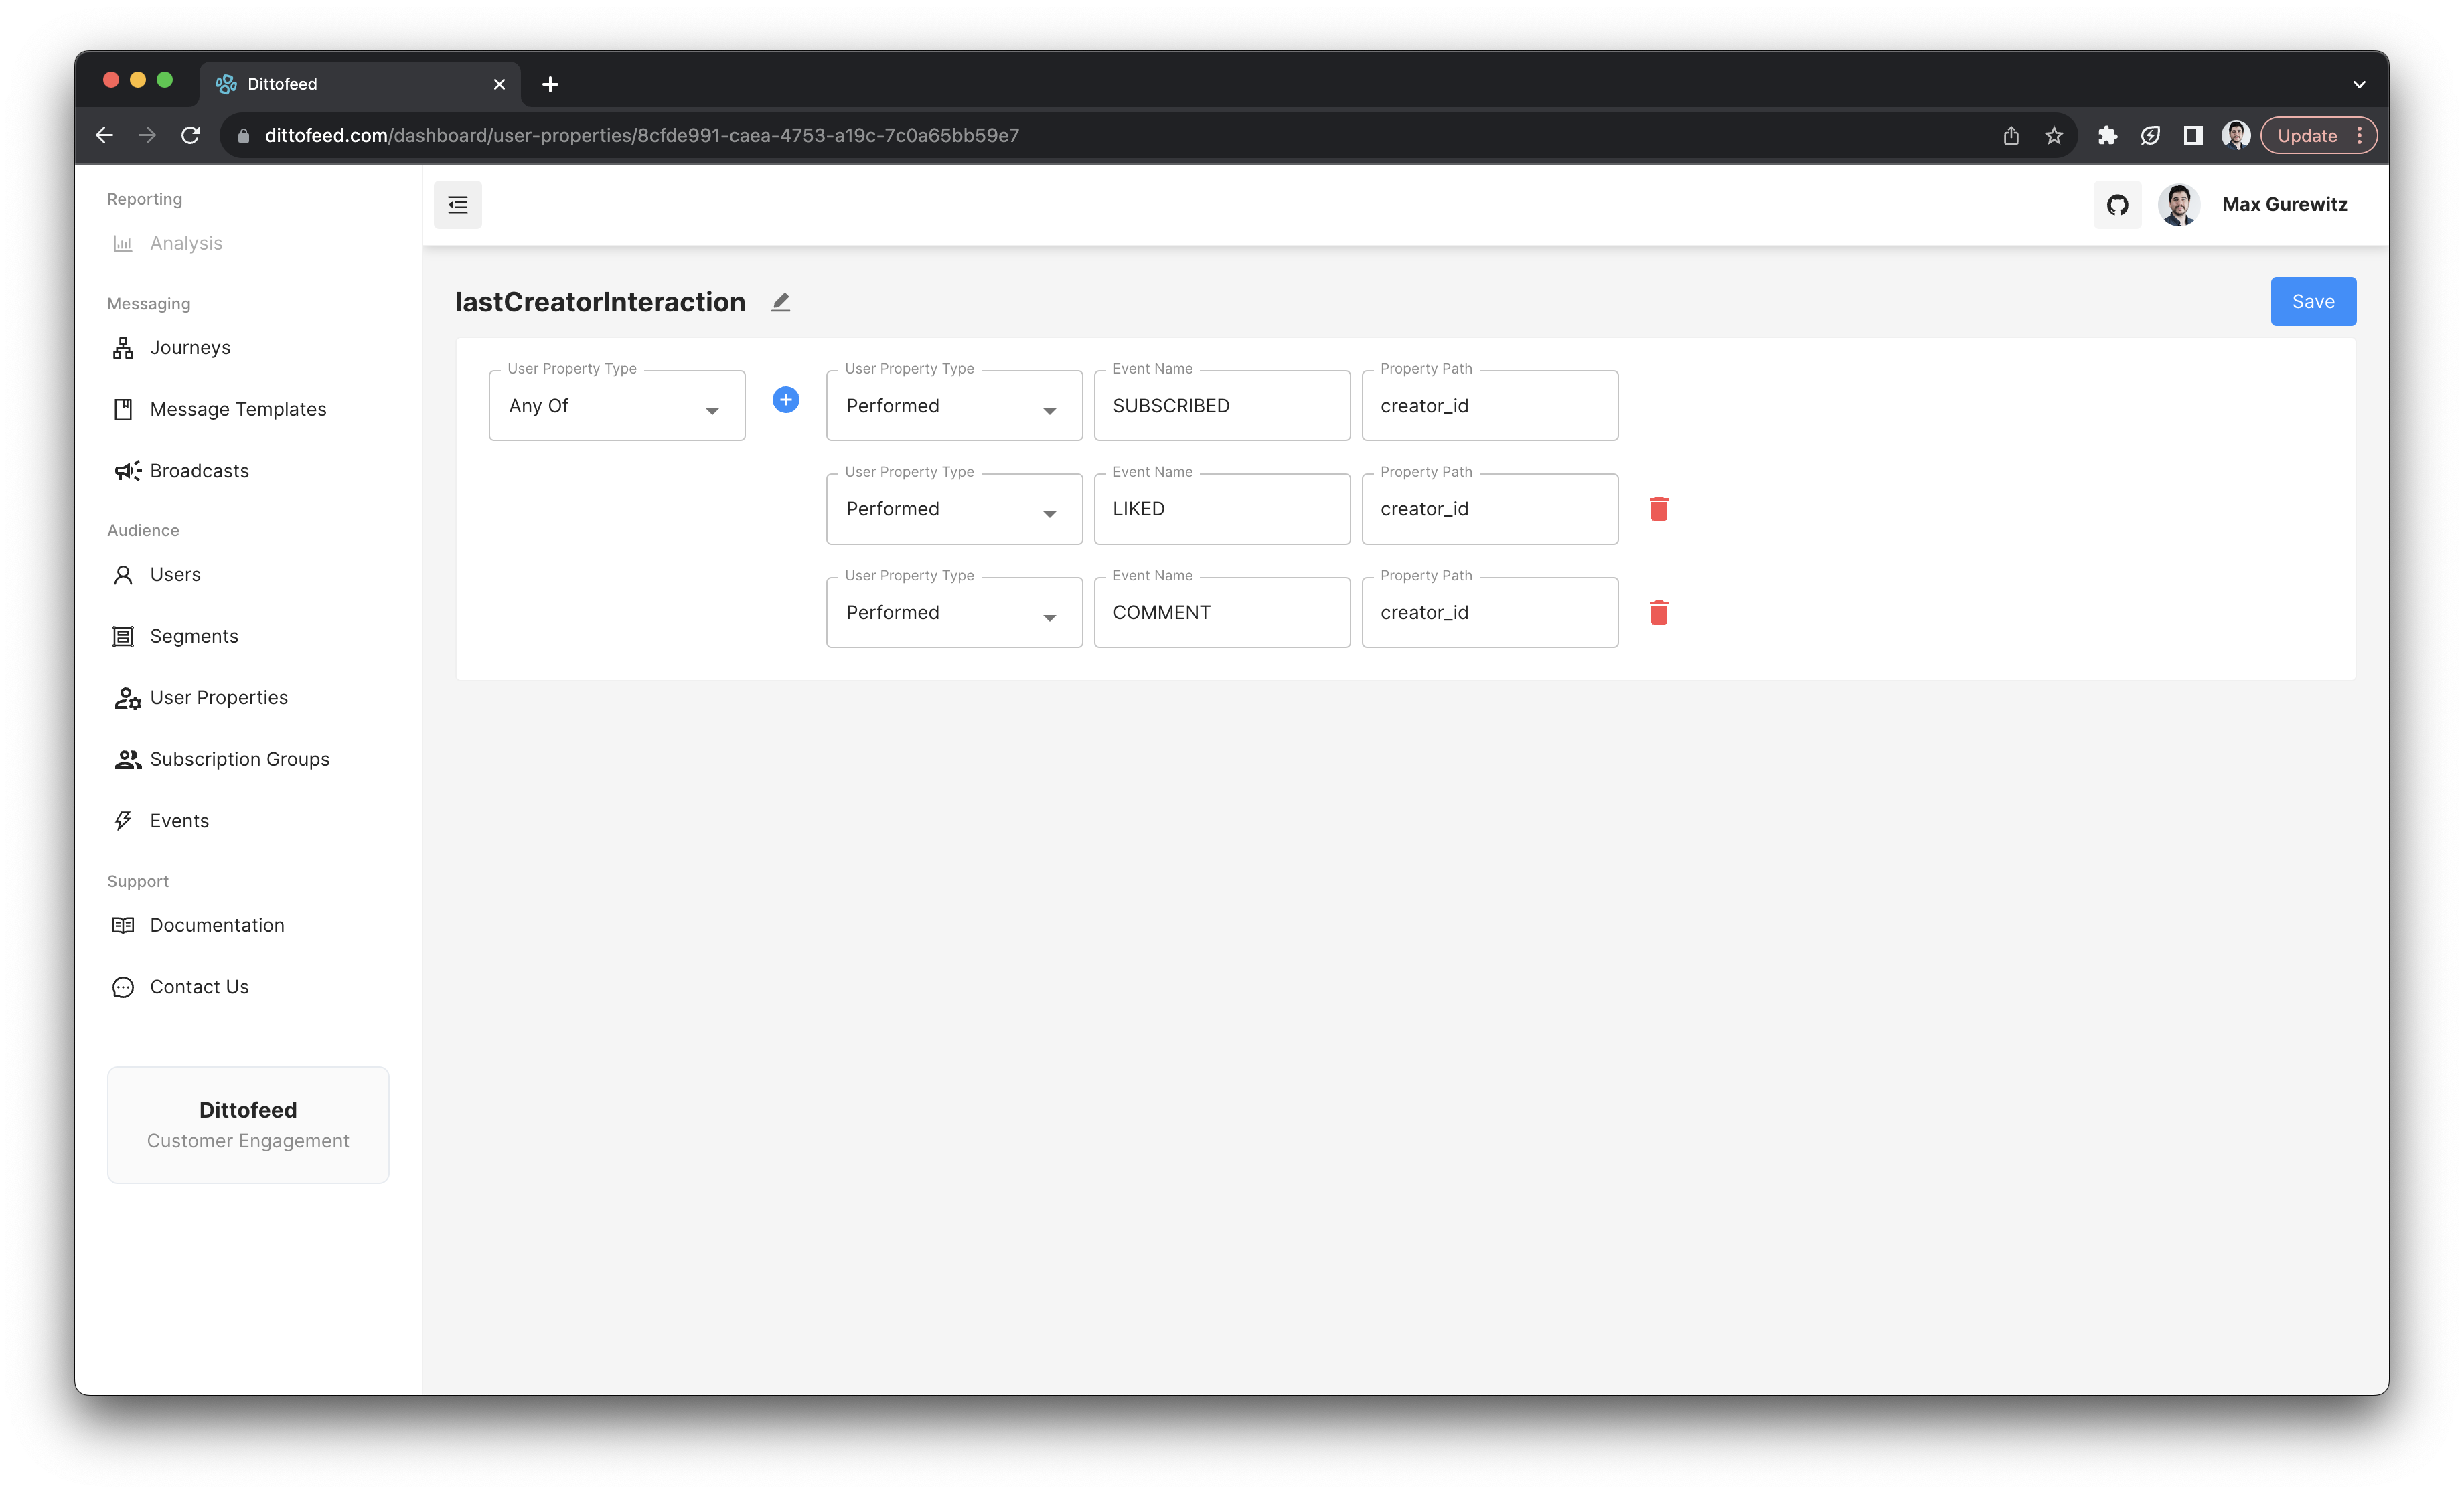 Dittofeed
dittofeed.com/dashboard/user-properties/8cfde991-caea-4753-a19c-7c0a65bb59e7
Update
Reporting
Analysis
Messaging
Journeys
Message Templates
Broadcasts
Audience
Users
Segments
User Properties
Subscription Groups
Events
Support
Documentation
Contact Us
Dittofeed
Customer Engagement
Max Gurewitz
lastCreatorInteraction
Save
User Property Type
Any Of
User Property Type
Performed
Event Name
SUBSCRIBED
Property Path
creator_id
User Property Type
Performed
Event Name
LIKED
Property Path
creator_id
User Property Type
Performed
Event Name
COMMENT
Property Path
creator_id